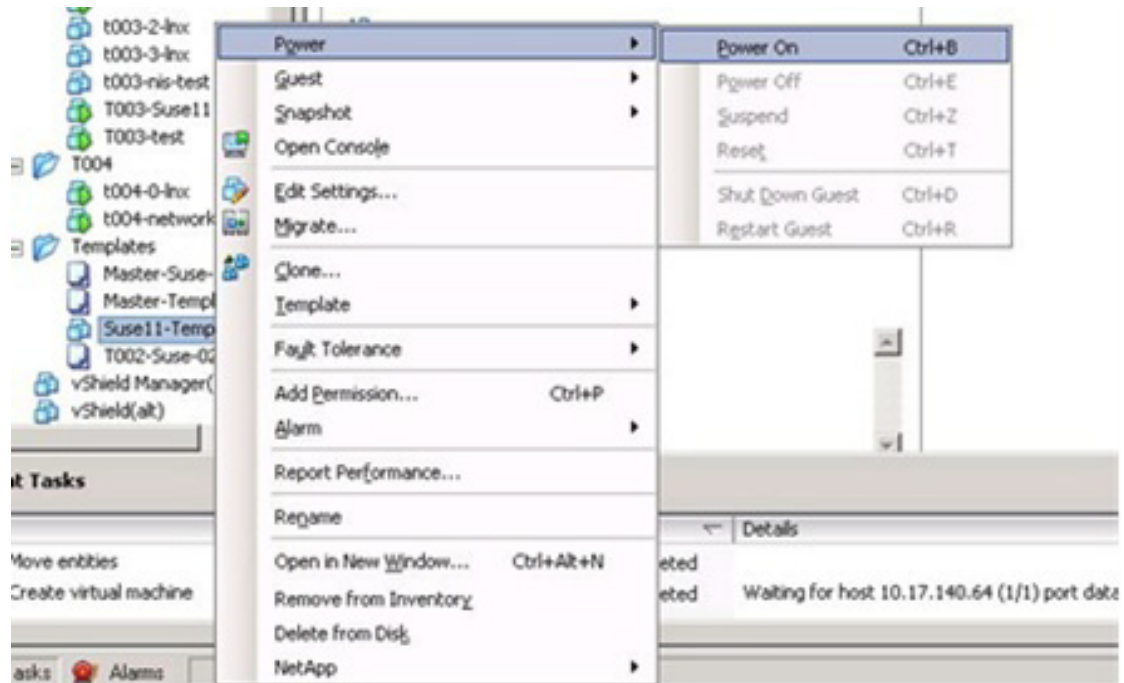 t003-2-lnx
t003-3-lnx
t003-nis-test
T003-Suse11
T003-test
T004
t004-0-lnx
t004-network
Templates
Master-Suse-
Master-Templ
Suse11-Temp
T002-Suse-02
vShield Manager(
vShield(alt)
Power
Guest
Snapshot
Open Console
Edit Settings...
Migrate...
Clone...
Template
Fault Tolerance
Add Permission... Ctrl+P
Alarm
Report Performance...
Rename
Open in New Window... Ctrl+Alt+N
Remove from Inventory
Delete from Disk
NetApp
Power On Ctrl+B
Power Off Ctrl+E
Suspend Ctrl+Z
Reset Ctrl+T
Shut Down Guest Ctrl+D
Restart Guest Ctrl+R
t Tasks
Details
Move entities eted
Create virtual machine eted Waiting for host 10.17.140.64 (1/1) port data
asks Alarms